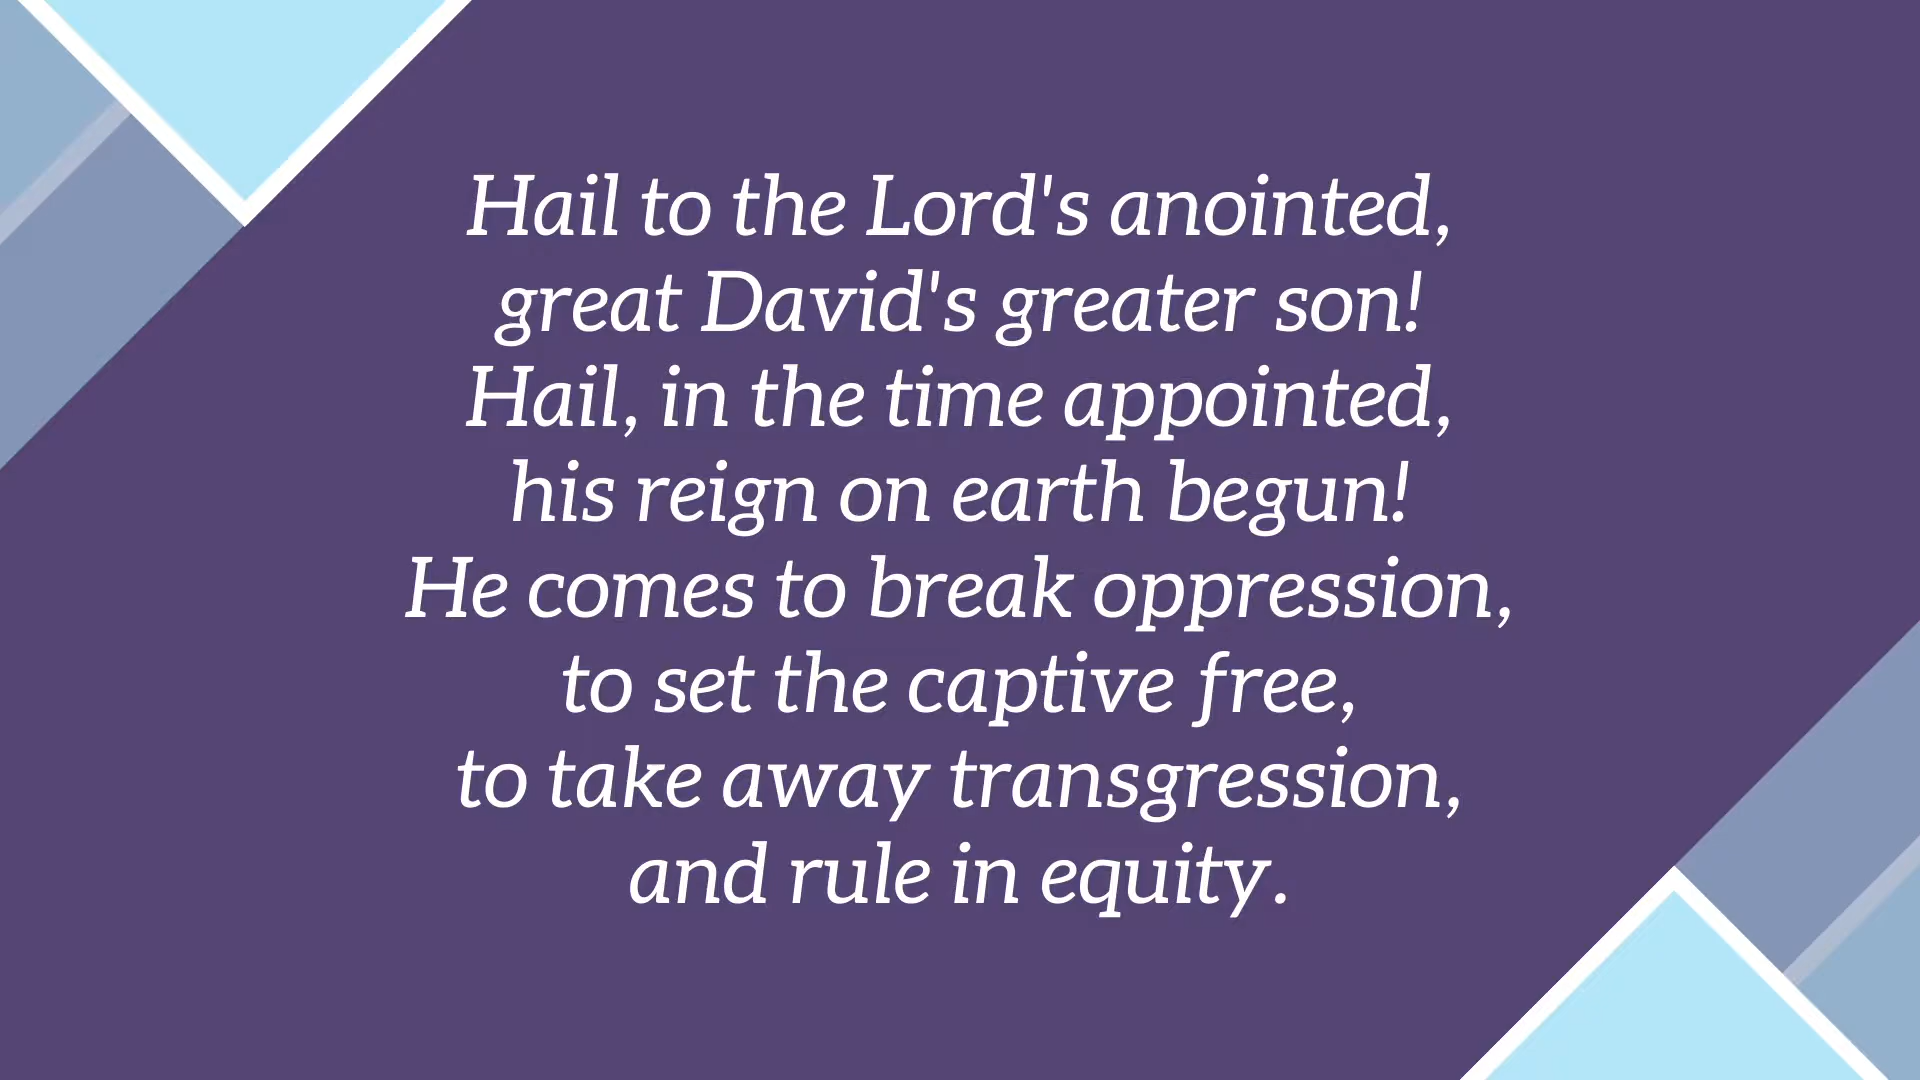 Hail to the Lord's anointed,
great David's greater son!
Hail, in the time appointed,
his reign on earth begun!
He comes to break oppression,
to set the captive free,
to take away transgression,
and rule in equity.